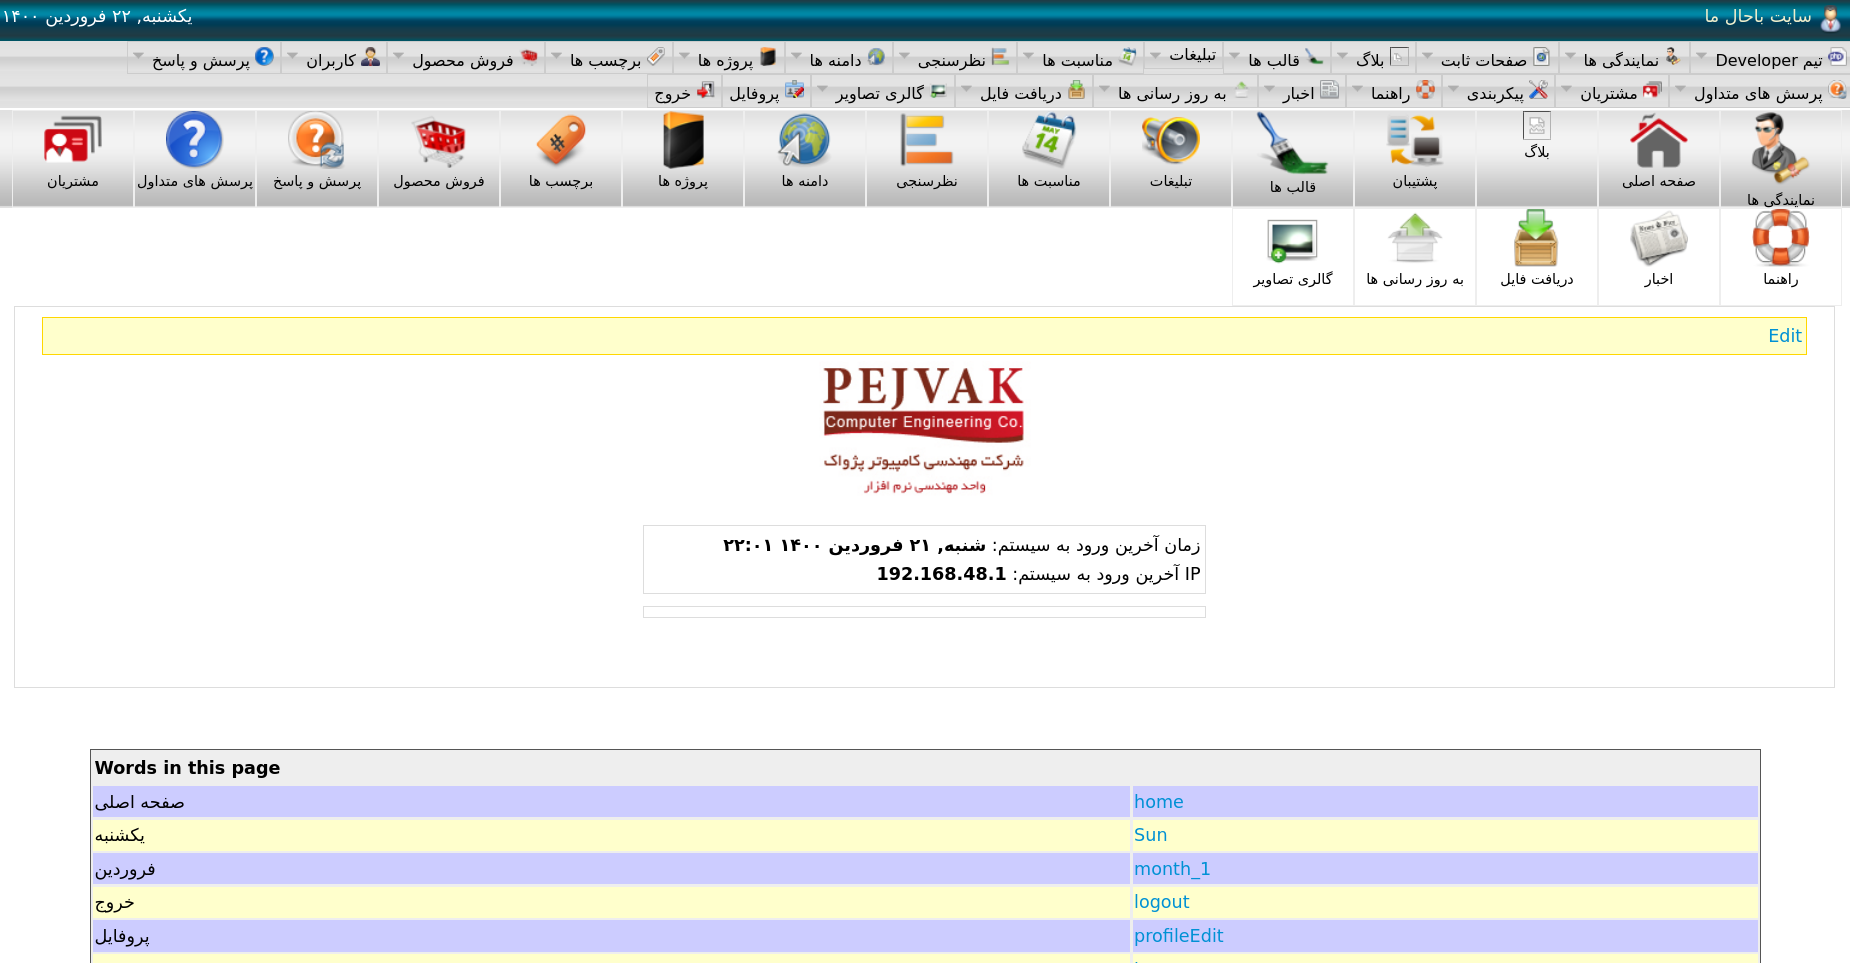 سایت باحال ما
یکشنبه, ۲۲ فروردین ۱۴۰۰
تیم Developer نمایندگی ها صفحات ثابت بلاگ قالب ها تبلیغات مناسبت ها نظرسنجی دامنه ها پروژه ها برچسب ها فروش محصول کاربران پرسش و پاسخ
پرسش های متداول مشتریان پیکربندی راهنما اخبار به روز رسانی ها دریافت فایل گالری تصاویر پروفایل خروج
نمایندگی ها صفحه اصلی بلاگ پشتیبان قالب ها تبلیغات مناسبت ها نظرسنجی دامنه ها پروژه ها برچسب ها فروش محصول پرسش و پاسخ پرسش های متداول مشتریان
راهنما اخبار دریافت فایل به روز رسانی ها گالری تصاویر
Edit
PEJVAK
Computer Engineering Co.
شرکت مهندسی کامپیوتر پژواک
واحد مهندسی نرم افزار
زمان آخرین ورود به سیستم: شنبه, ۲۱ فروردین ۱۴۰۰ ۲۲:۰۱
IP آخرین ورود به سیستم: 192.168.48.1
Words in this page
صفحه اصلی home
یکشنبه Sun
فروردین month_1
خروج logout
پروفایل profileEdit